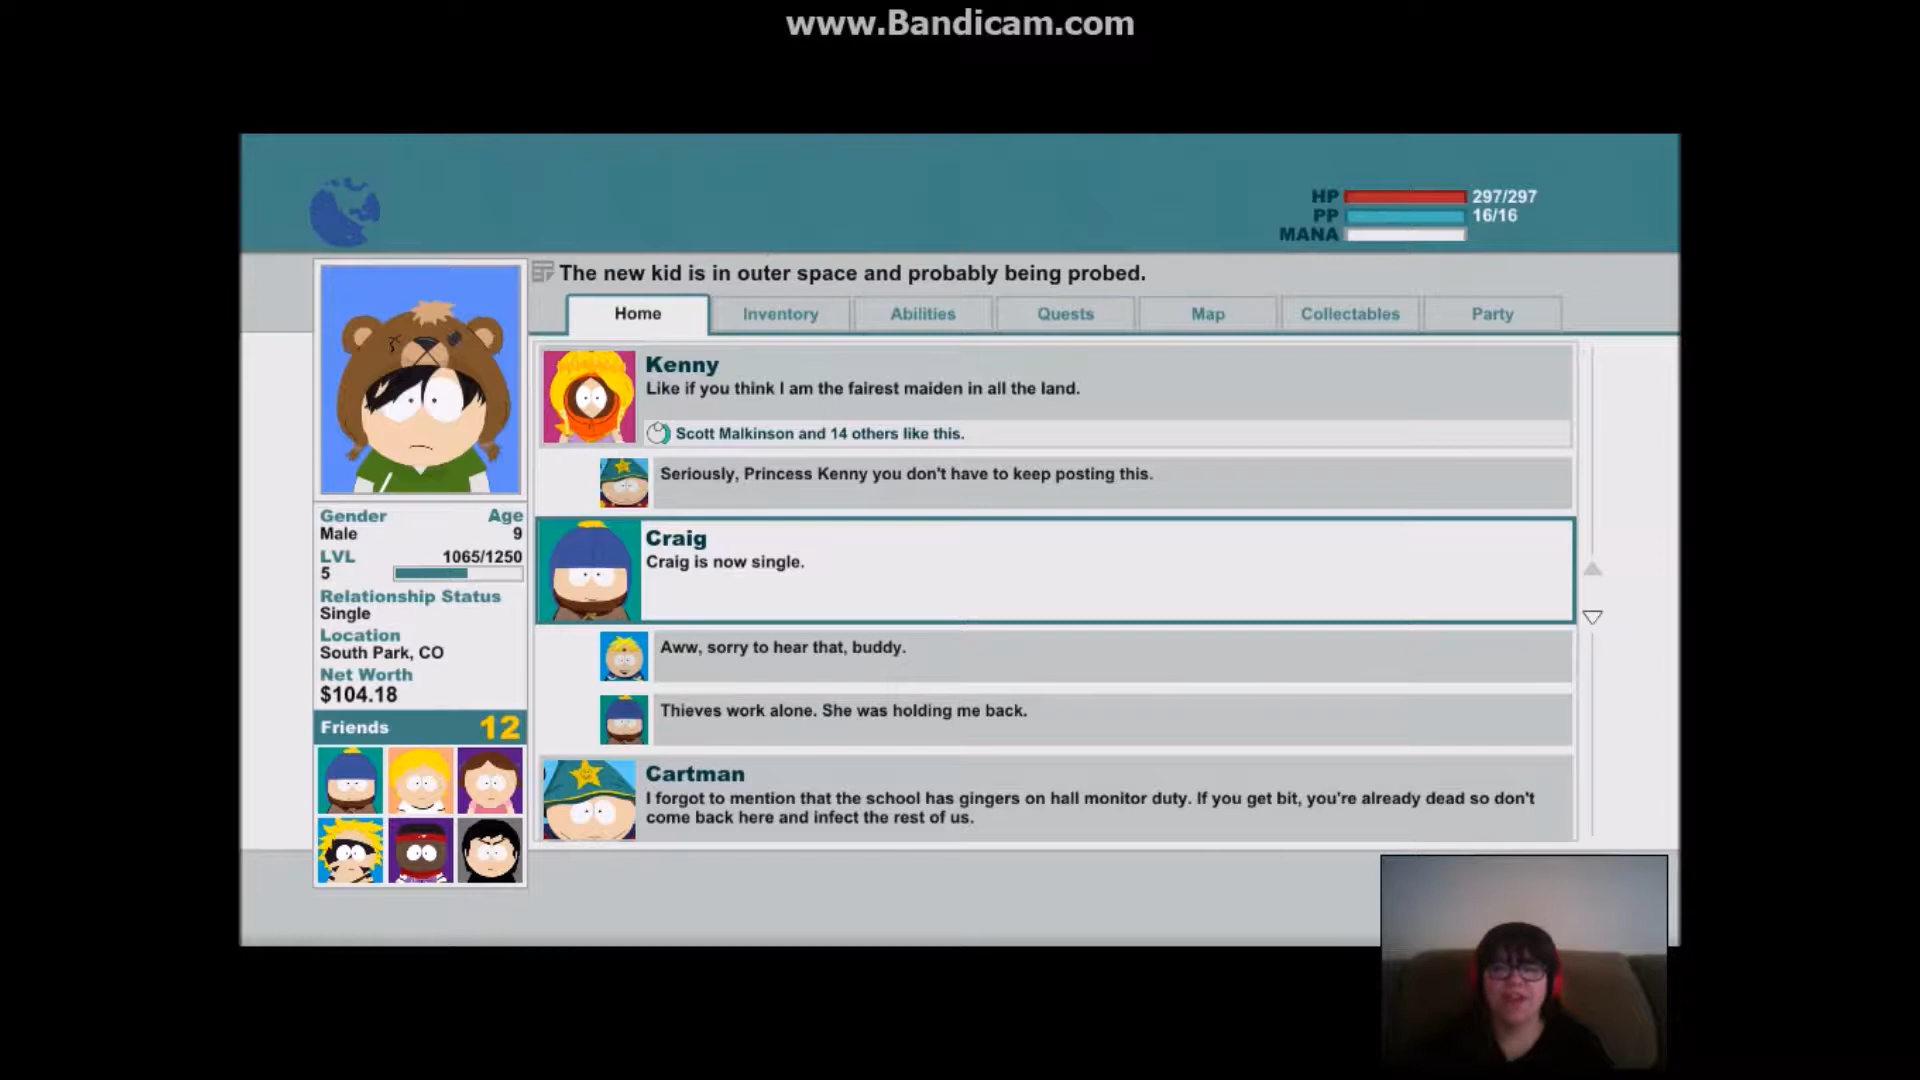 www.Bandicam.com
HP 297/297
PP 16/16
MANA
The new kid is in outer space and probably being probed.
Home Inventory Abilities Quests Map Collectables Party
Kenny
Like if you think I am the fairest maiden in all the land.
Scott Malkinson and 14 others like this.
Seriously, Princess Kenny you don't have to keep posting this.
Craig
Craig is now single.
Aww, sorry to hear that, buddy.
Thieves work alone. She was holding me back.
Cartman
I forgot to mention that the school has gingers on hall monitor duty. If you get bit, you're already dead so don't
come back here and infect the rest of us.
Gender Age
Male 9
LVL 1065/1250
5
Relationship Status
Single
Location
South Park, CO
Net Worth
$104.18
Friends 12